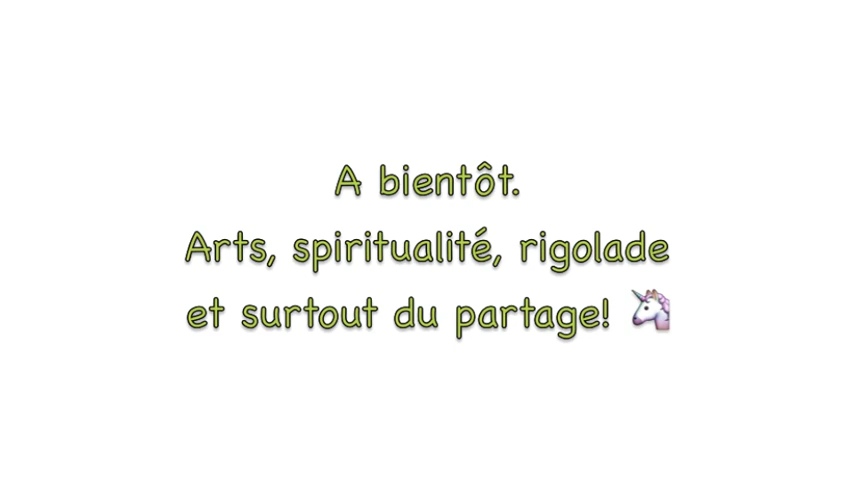 A bientôt.
Arts, spiritualité, rigolade
et surtout du partage! 🦄